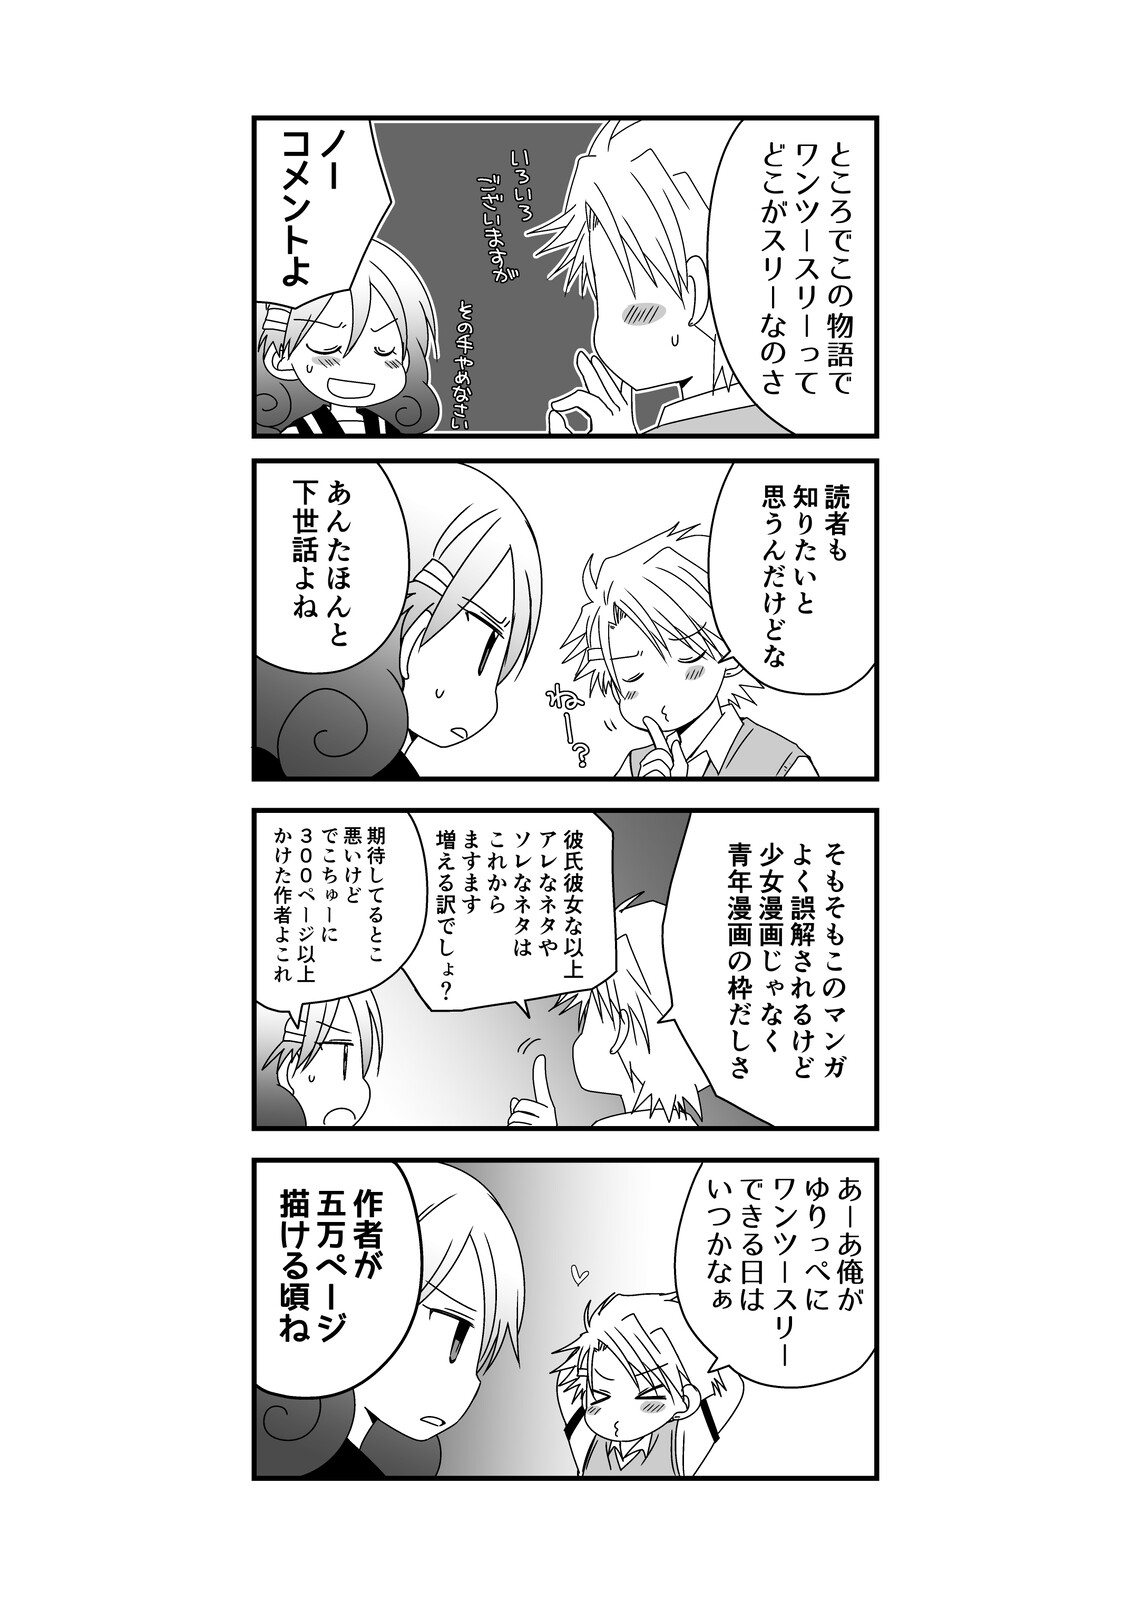 ところでこの物語で
ワンツースリーって
どこがスリーなのさ
いろいろ
ございますが
その手やめなさい
ノー
コメントよ
読者も
知りたいと
思うんだけどな
ねー?
あんたほんと
下世話よね
そもそもこのマンガ
よく誤解されるけど
少女漫画じゃなく
青年漫画の枠だしさ
彼氏彼女な以上
アレなネタや
ソレなネタは
これから
ますます
増える訳でしょ?
期待してるとこ
悪いけど
でこちゅーに
300ページ以上
かけた作者よこれ
あーあ俺が
ゆりっぺに
ワンツースリー
できる日は
いつかなぁ
作者が
五万ページ
描ける頃ね